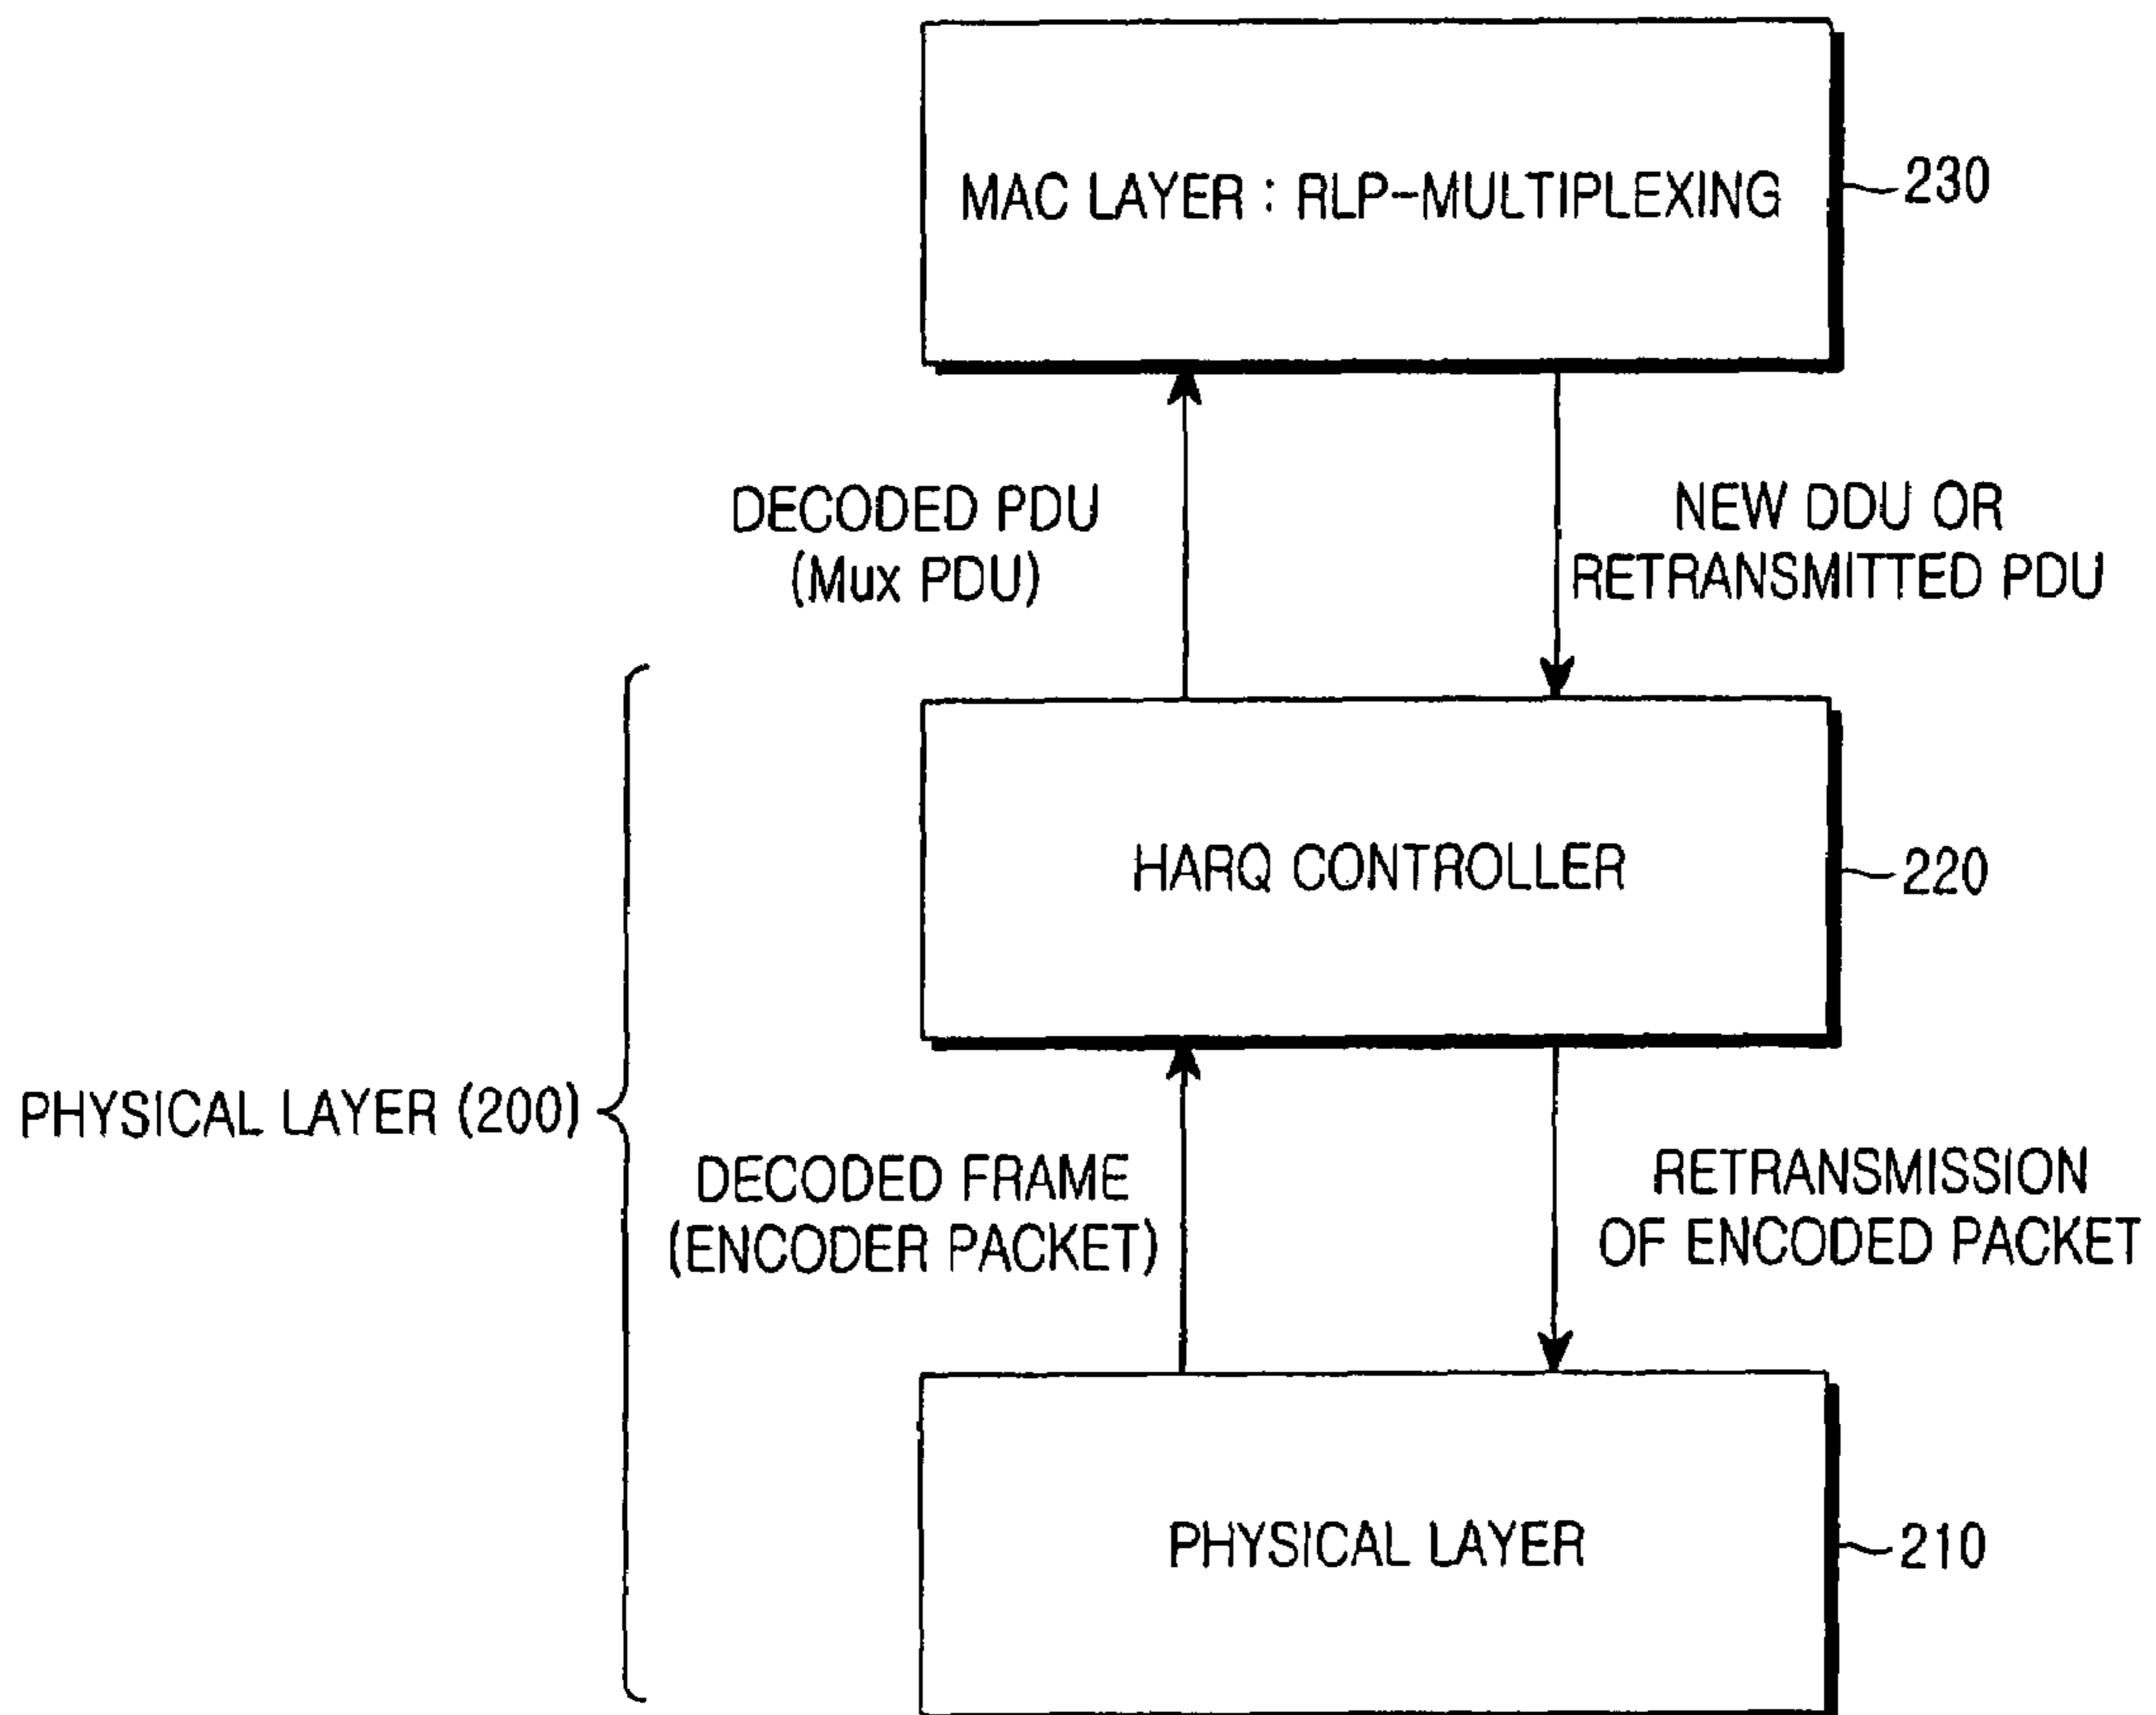 MAC LAYER : RLP-MULTIPLEXING
230
DECODED PDU
(Mux PDU)
NEW DDU OR
RETRANSMITTED PDU
HARQ CONTROLLER
220
PHYSICAL LAYER (200)
DECODED FRAME
(ENCODER PACKET)
RETRANSMISSION
OF ENCODED PACKET
PHYSICAL LAYER
210